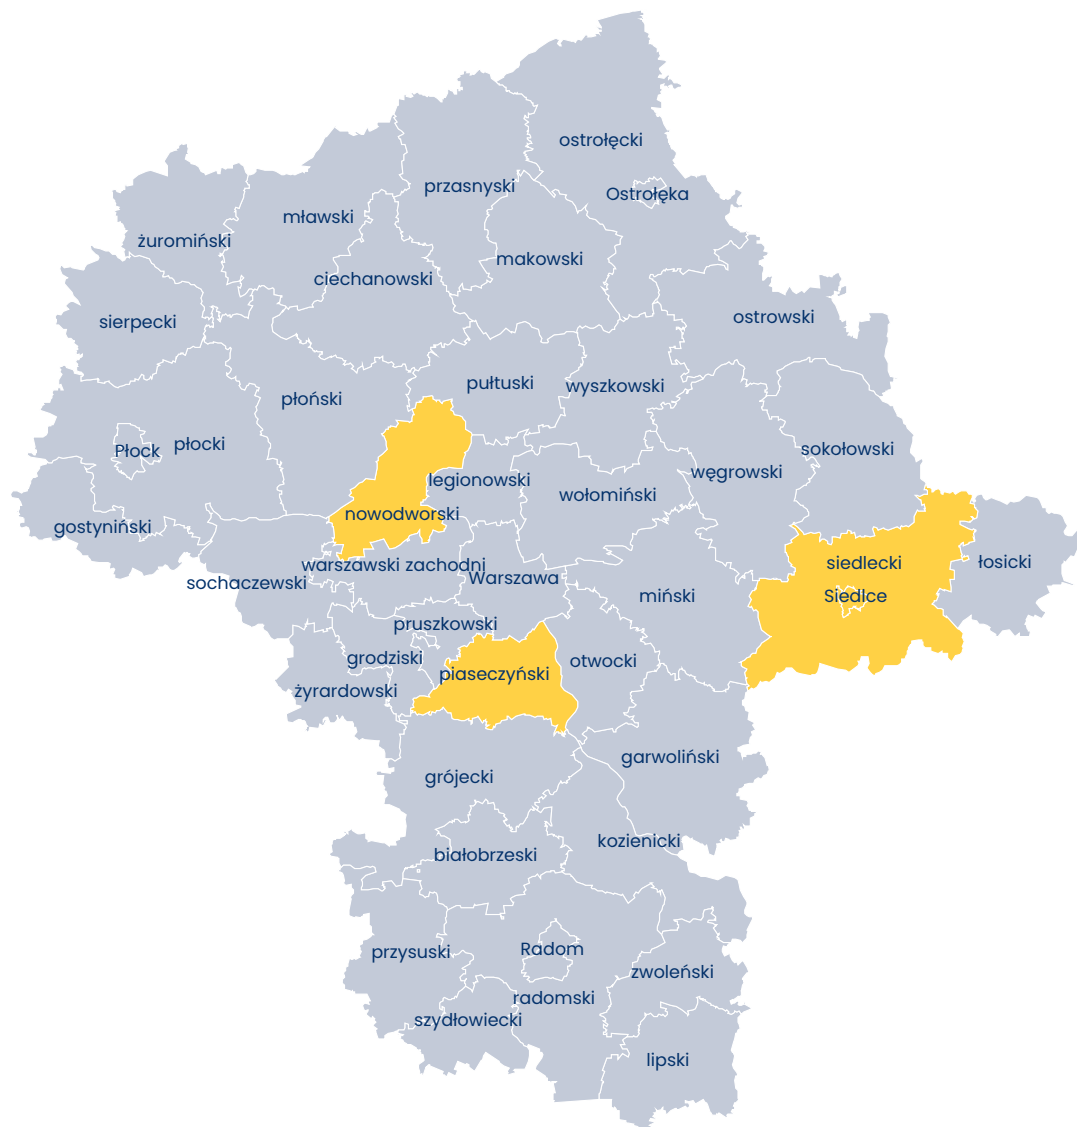 ostrołęcki
przasnyski
Ostrołęka
mławski
żuromiński
makowski
ciechanowski
sierpecki
ostrowski
pułtuski
wyszkowski
płoński
płocki
Płock
sokołowski
węgrowski
legionowski
wołomiński
nowodworski
gostyniński
siedlecki
łosicki
warszawski zachodni
Warszawa
sochaczewski
miński
Siedlce
pruszkowski
grodziski
otwocki
piaseczyński
żyrardowski
garwoliński
grójecki
kozienicki
białobrzeski
Radom
przysuski
zwoleński
radomski
szydłowiecki
lipski